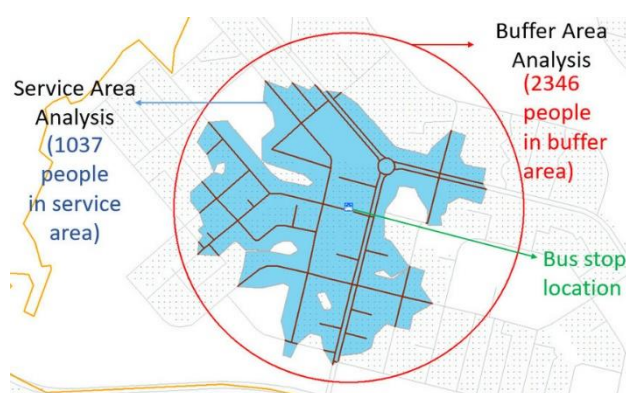 Service Area
Analysis
(1037
people
in service
area)
Buffer Area
Analysis
(2346
people
in buffer
area)
Bus stop
location